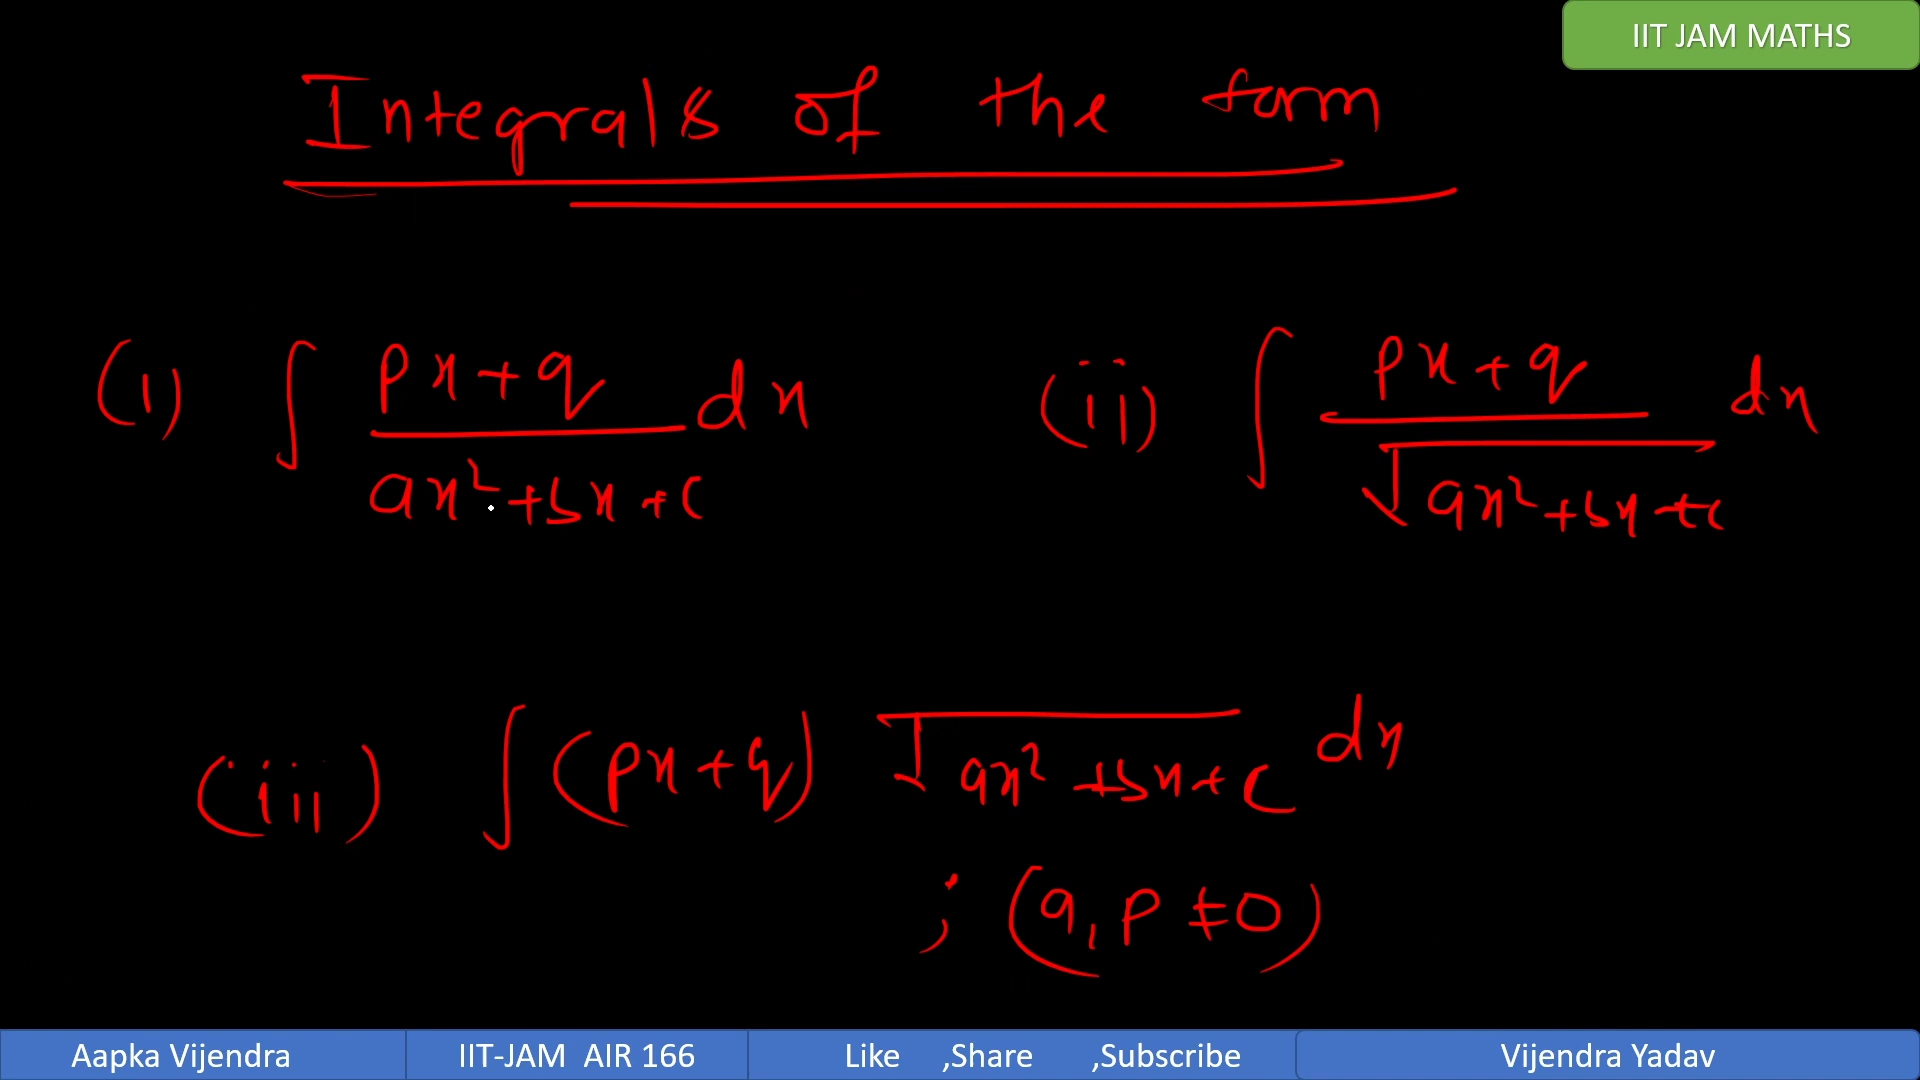 IIT JAM MATHS
Integrals of the form
(i) ∫ (px+q)/(ax²+bx+c) dx (ii) ∫ (px+q)/√(ax²+bx+c) dx
(iii) ∫(px+q) √(ax²+bx+c) dx
; (a, p ≠ 0)
Aapka Vijendra IIT-JAM AIR 166 Like ,Share ,Subscribe Vijendra Yadav